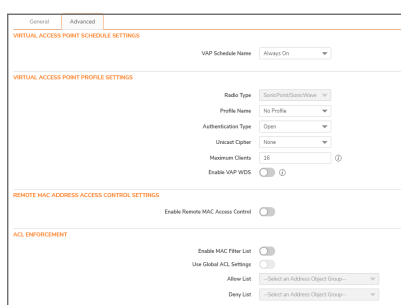 General Advanced
VIRTUAL ACCESS POINT SCHEDULE SETTINGS
VAP Schedule Name Always On
VIRTUAL ACCESS POINT PROFILE SETTINGS
Radio Type SonicPoint/SonicWave
Profile Name No Profile
Authentication Type Open
Unicast Cipher None
Maximum Clients 16
Enable VAP WDS
REMOTE MAC ADDRESS ACCESS CONTROL SETTINGS
Enable Remote MAC Access Control
ACL ENFORCEMENT
Enable MAC Filter List
Use Global ACL Settings
Allow List --Select an Address Object Group--
Deny List --Select an Address Object Group--